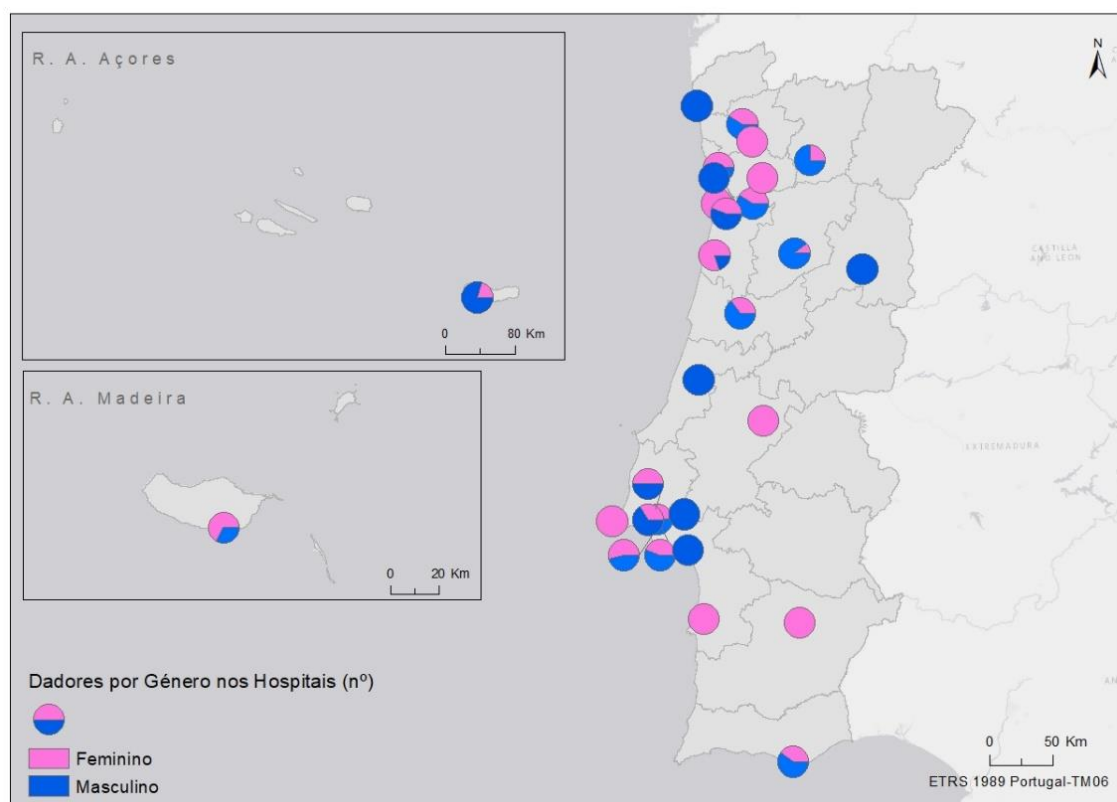 R. A. Açores
0 80 Km
R. A. Madeira
0 20 Km
Dadores por Género nos Hospitais (nº)
Feminino
Masculino
N
CASTILLA
AND LEON
EXTREMADURA
0 50 Km
ETRS 1989 Portugal-TM06